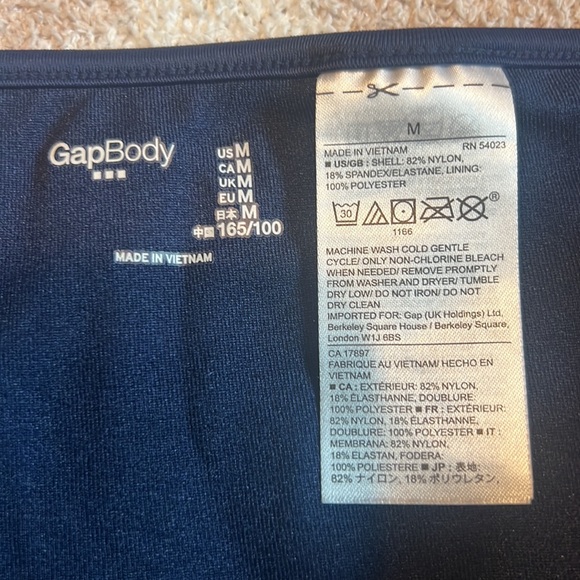 GapBody
US M
CA M
UK M
EU M
日本 M
中国 165/100
MADE IN VIETNAM
M
MADE IN VIETNAM RN 54023
■ US/GB : SHELL: 82% NYLON,
18% SPANDEX/ELASTANE, LINING:
100% POLYESTER
30
1166
®
MACHINE WASH COLD GENTLE
CYCLE/ ONLY NON-CHLORINE BLEACH
WHEN NEEDED/ REMOVE PROMPTLY
FROM WASHER AND DRYER/ TUMBLE
DRY LOW/ DO NOT IRON/ DO NOT
DRY CLEAN
IMPORTED FOR: Gap (UK Holdings) Ltd,
Berkeley Square House / Berkeley Square,
London W1J 6BS
CA 17897
FABRIQUÉ AU VIETNAM/ HECHO EN
VIETNAM
■ CA : EXTÉRIEUR: 82% NYLON,
18% ÉLASTHANNE, DOUBLURE:
100% POLYESTER ■ FR : EXTÉRIEUR:
82% NYLON, 18% ÉLASTHANNE,
DOUBLURE: 100% POLYESTER ■ IT :
MEMBRANA: 82% NYLON,
18% ELASTAN, FODERA:
100% POLIESTERE ■ JP : 表地:
82% ナイロン, 18% ポリウレタン,